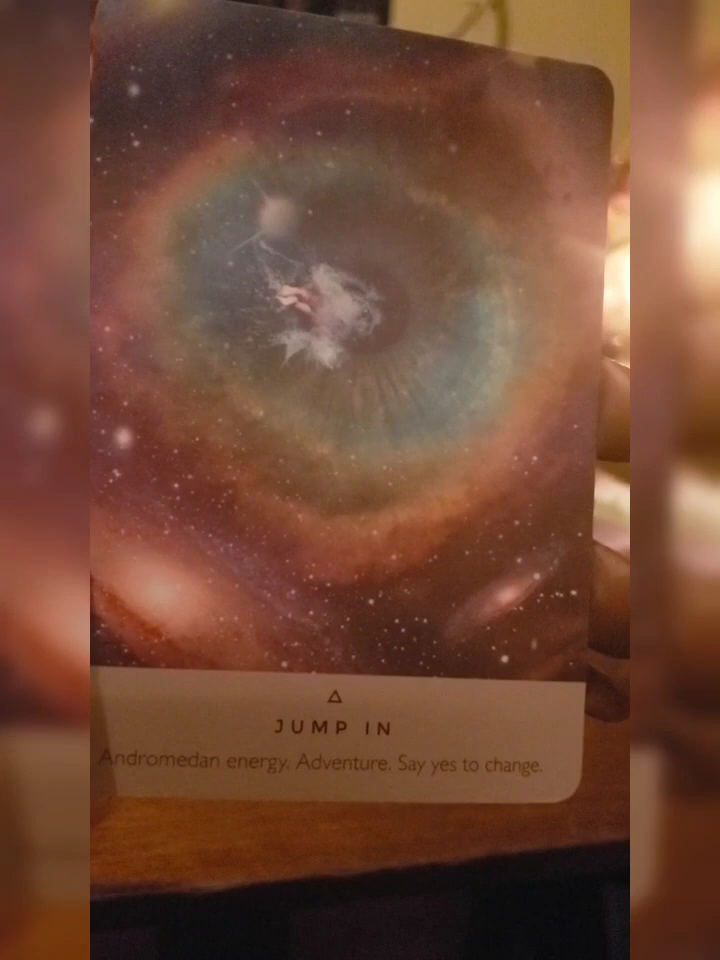 JUMP IN
Andromedan energy. Adventure. Say yes to change.